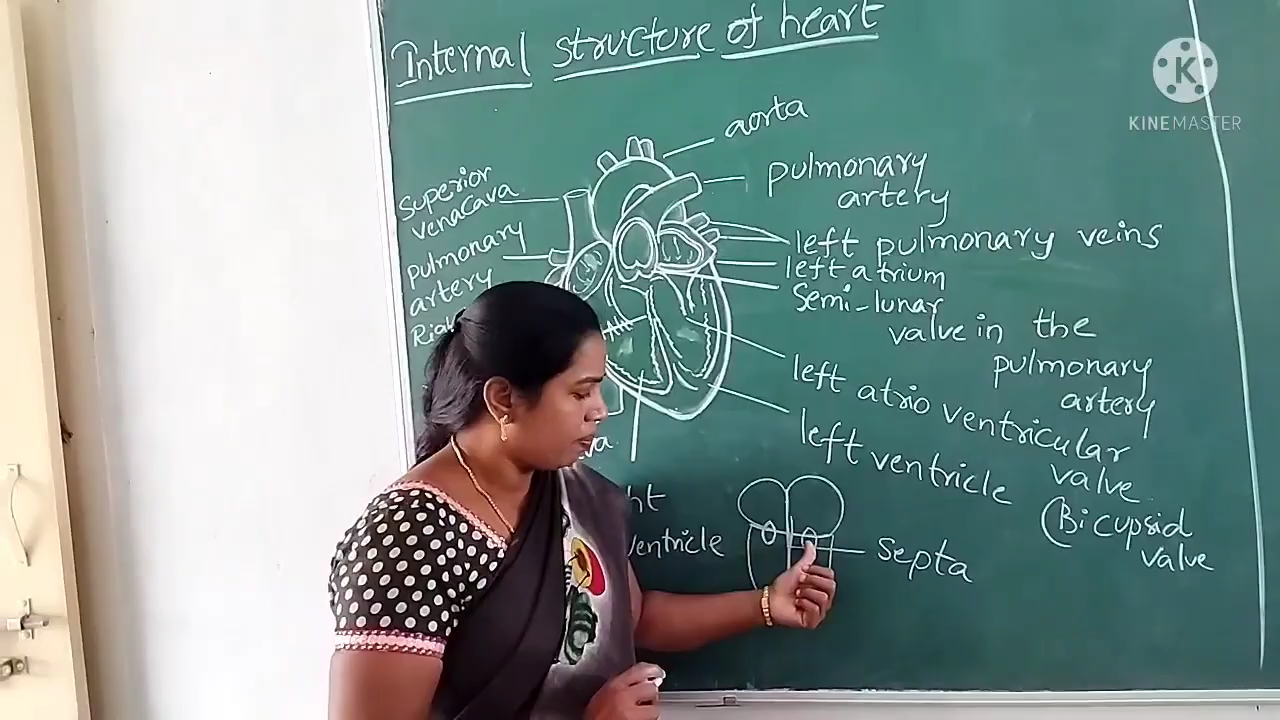 Internal structure of heart
KINEMASTER
aorta
superior
venacava
pulmonary
artery
pulmonary
artery
left pulmonary veins
left atrium
Semi-lunar
valve in the
pulmonary
artery
left atrio ventricular
valve
(Bicupsid
valve
left ventricle
Septa